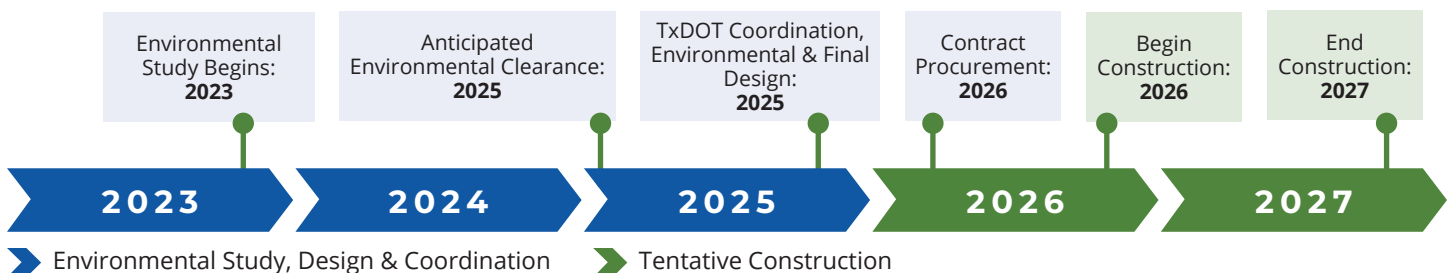 Environmental
Study Begins:
2023
Anticipated
Environmental Clearance:
2025
TxDOT Coordination,
Environmental & Final
Design:
2025
Contract
Procurement:
2026
Begin
Construction:
2026
End
Construction:
2027
2023
2024
2025
2026
2027
Environmental Study, Design & Coordination
Tentative Construction